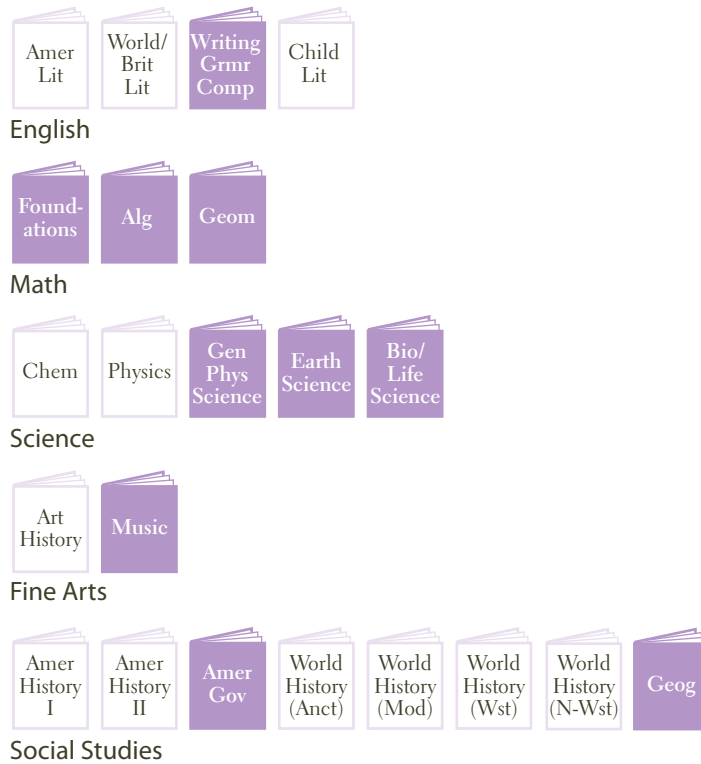 Amer
Lit
World/
Brit
Lit
Writing
Grmr
Comp
Child
Lit
English
Found-
ations
Alg
Geom
Math
Chem
Physics
Gen
Phys
Science
Earth
Science
Bio/
Life
Science
Science
Art
History
Music
Fine Arts
Amer
History
I
Amer
History
II
Amer
Gov
World
History
(Anct)
World
History
(Mod)
World
History
(Wst)
World
History
(N-Wst)
Geog
Social Studies